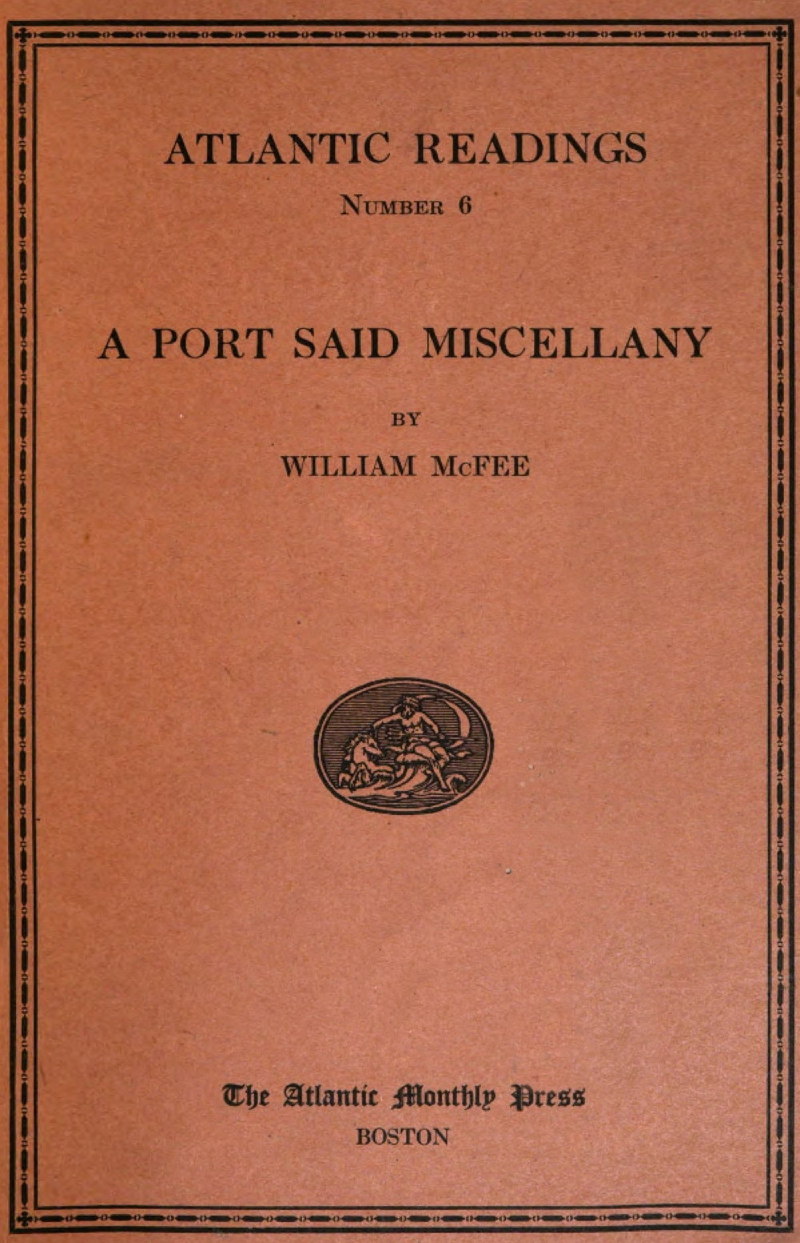 ATLANTIC READINGS
NUMBER 6
A PORT SAID MISCELLANY
BY
WILLIAM McFEE
The Atlantic Monthly Press
BOSTON